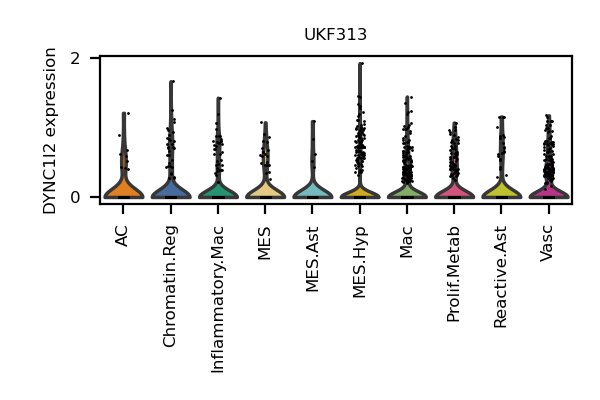 UKF313
DYNC1I2 expression
2
0
AC
Chromatin.Reg
Inflammatory.Mac
MES
MES.Ast
MES.Hyp
Mac
Prolif.Metab
Reactive.Ast
Vasc